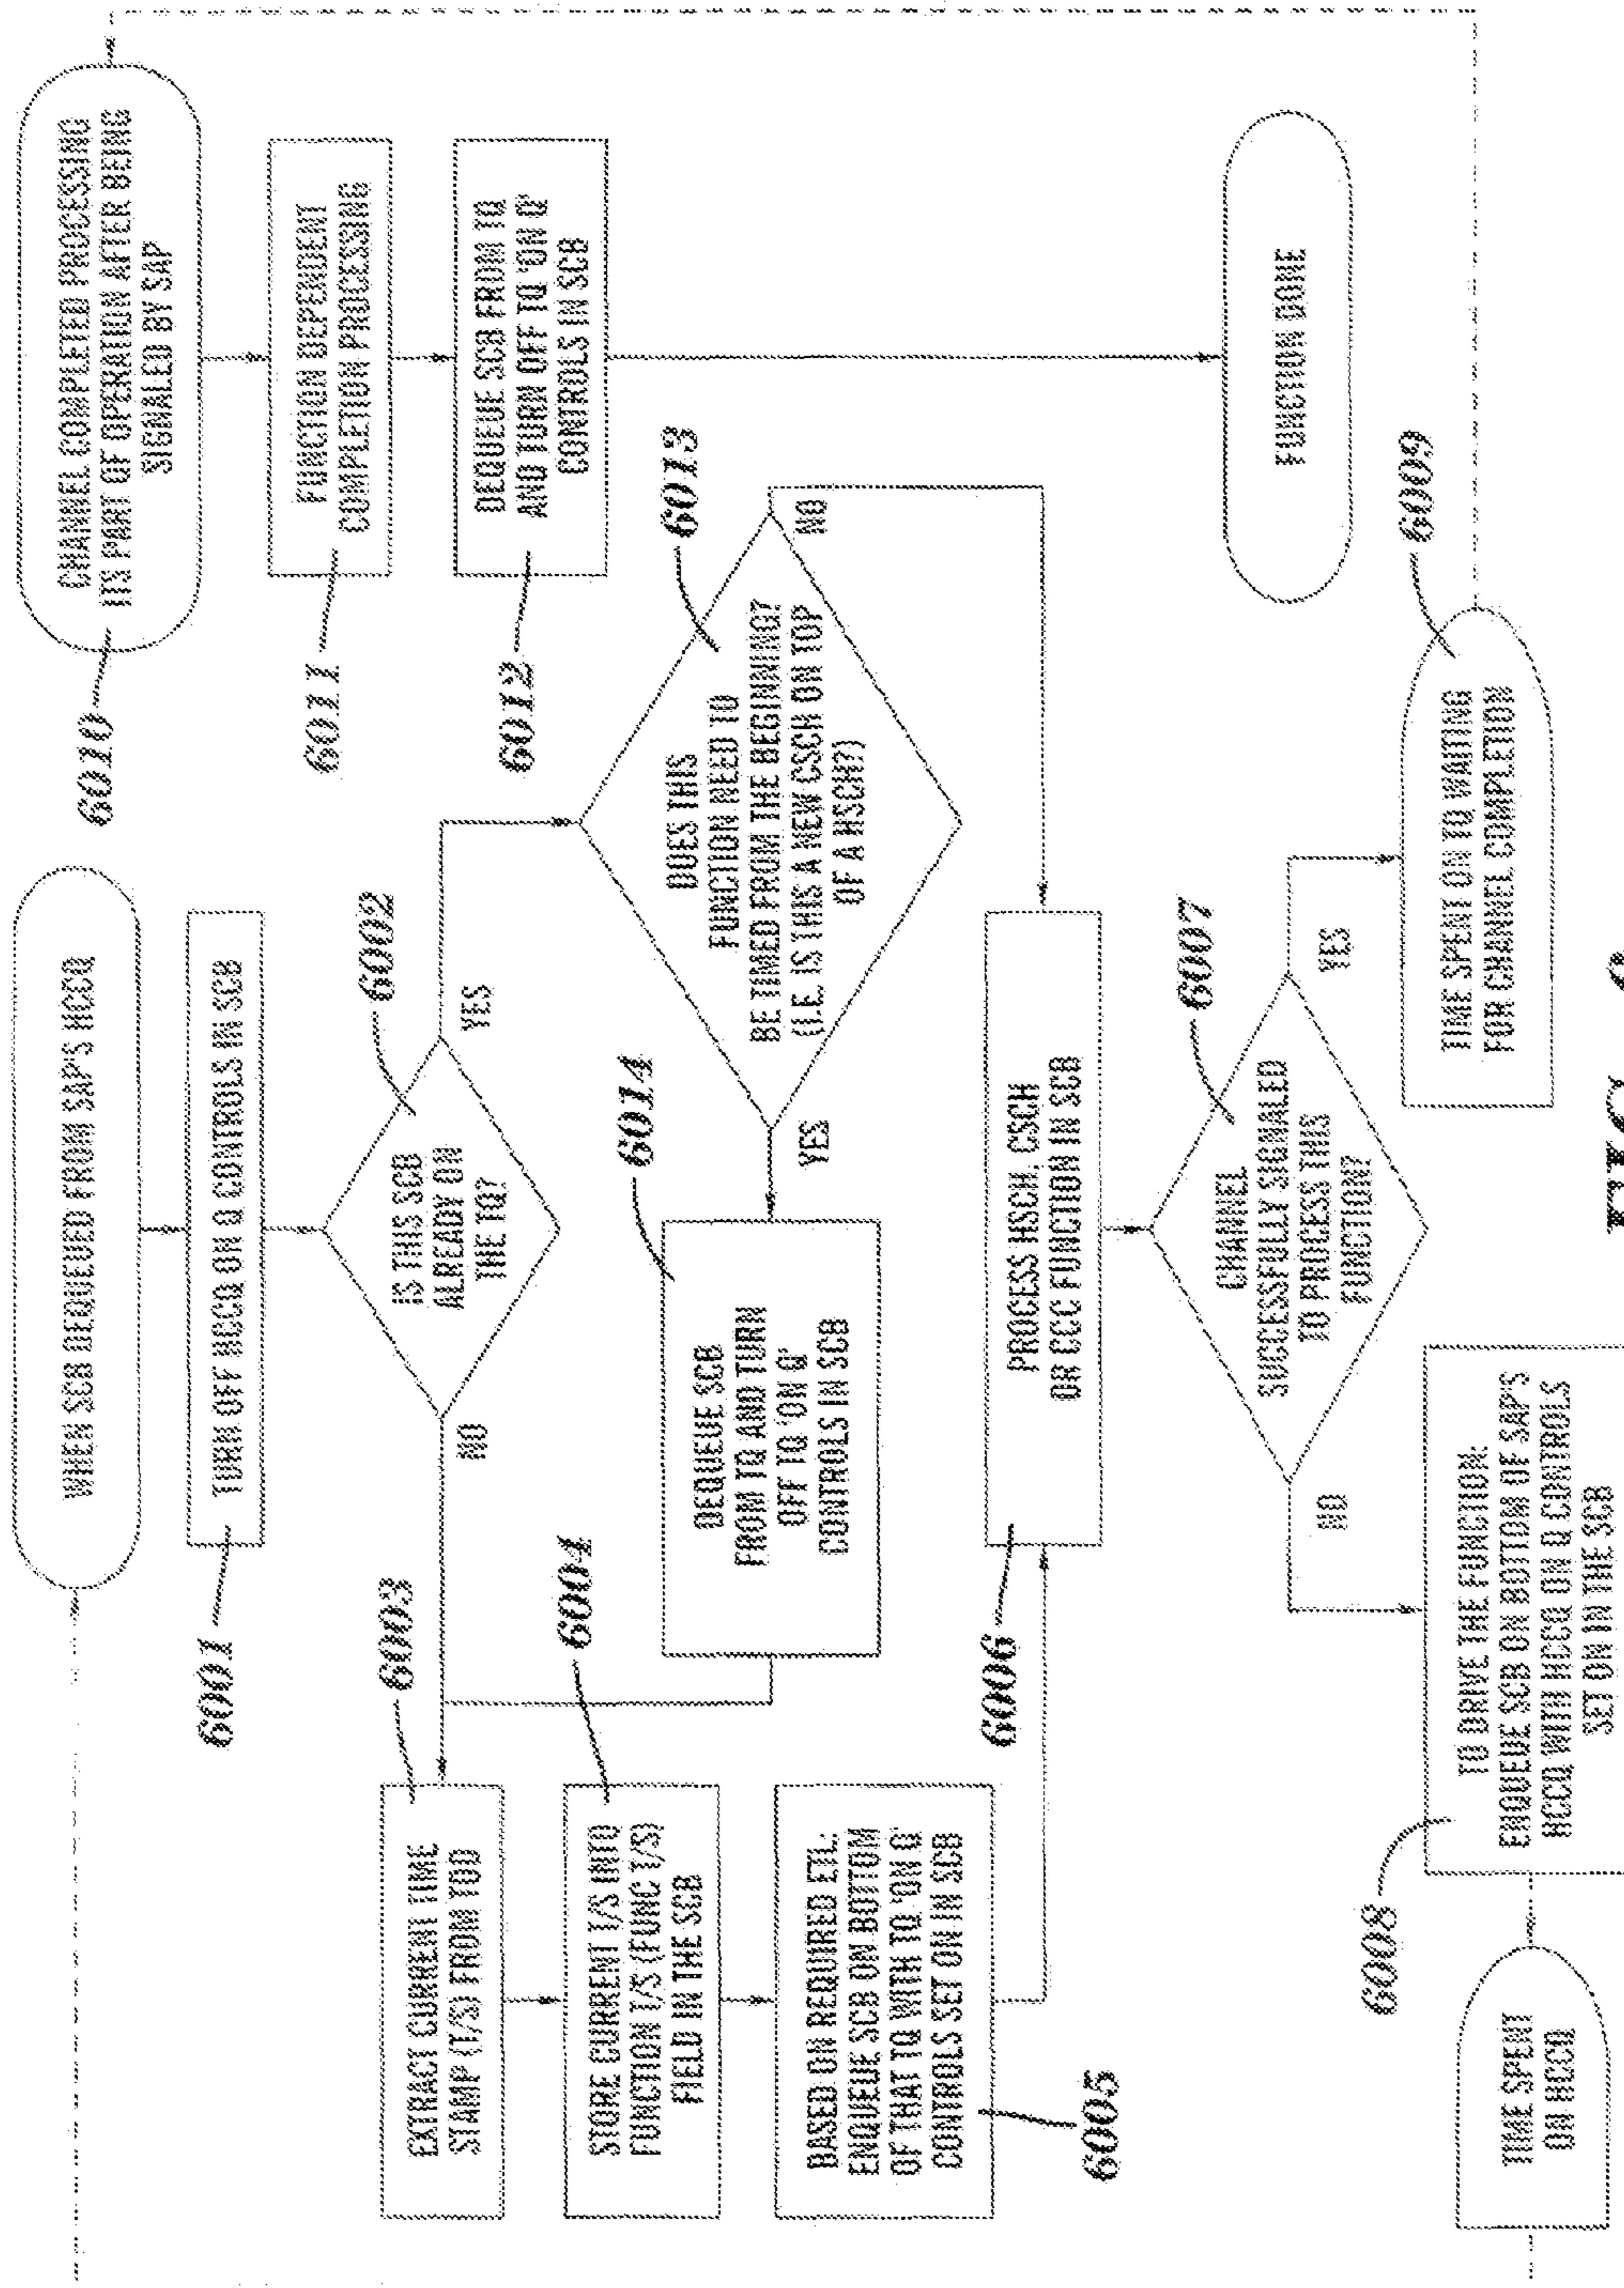 WHEN SCB DEQUEUED FROM SAP'S HCCQ
6001
TURN OFF HCCQ ON Q CONTROLS IN SCB
6002
IS THIS SCB
ALREADY ON
THE TQ?
NO
YES
6003
EXTRACT CURRENT TIME
STAMP (T/S) FROM TOD
6004
STORE CURRENT T/S INTO
FUNCTION T/S (FUNC T/S)
FIELD IN THE SCB
BASED ON REQUIRED ETL:
ENQUEUE SCB ON BOTTOM
OF THAT TQ WITH TQ 'ON Q'
CONTROLS SET ON IN SCB
6005
6014
DEQUEUE SCB
FROM TQ AND TURN
OFF TQ 'ON Q'
CONTROLS IN SCB
YES
6013
DOES THIS
FUNCTION NEED TO
BE TIMED FROM THE BEGINNING?
(I.E. IS THIS A NEW CSCH ON TOP
OF A HSCH?)
NO
6006
PROCESS HSCH, CSCH
OR CCC FUNCTION IN SCB
6007
CHANNEL
SUCCESSFULLY SIGNALED
TO PROCESS THIS
FUNCTION?
NO
YES
6008
TO DRIVE THE FUNCTION:
ENQUEUE SCB ON BOTTOM OF SAP'S
HCCQ WITH HCCQ ON Q CONTROLS
SET ON IN THE SCB
TIME SPENT
ON HCCQ
6009
TIME SPENT ON TQ WAITING
FOR CHANNEL COMPLETION
6010
CHANNEL COMPLETED PROCESSING
ITS PART OF OPERATION AFTER BEING
SIGNALED BY SAP
6011
FUNCTION DEPENDENT
COMPLETION PROCESSING
6012
DEQUEUE SCB FROM TQ
AND TURN OFF TQ 'ON Q'
CONTROLS IN SCB
FUNCTION DONE